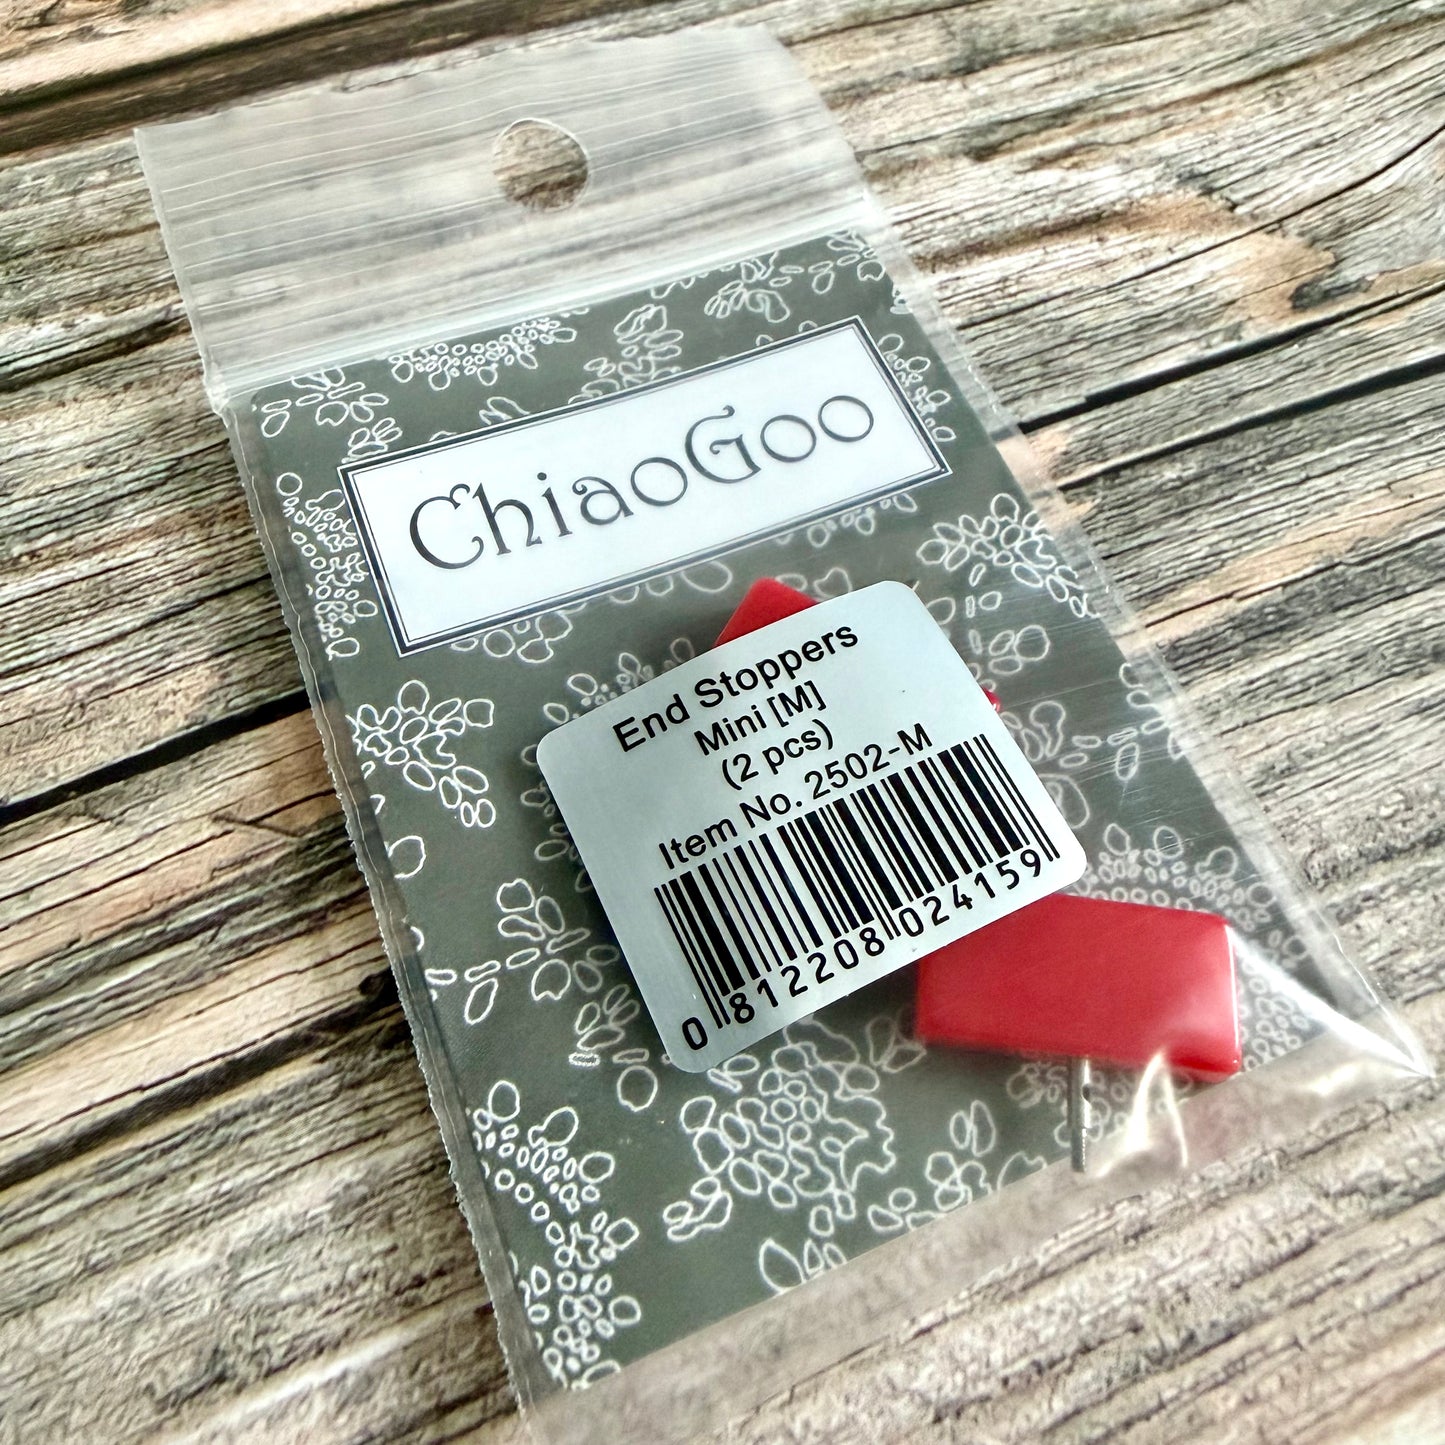 ChiaoGoo
End Stoppers
Mini [M]
(2 pcs)
Item No. 2502-M
0 812208 024159